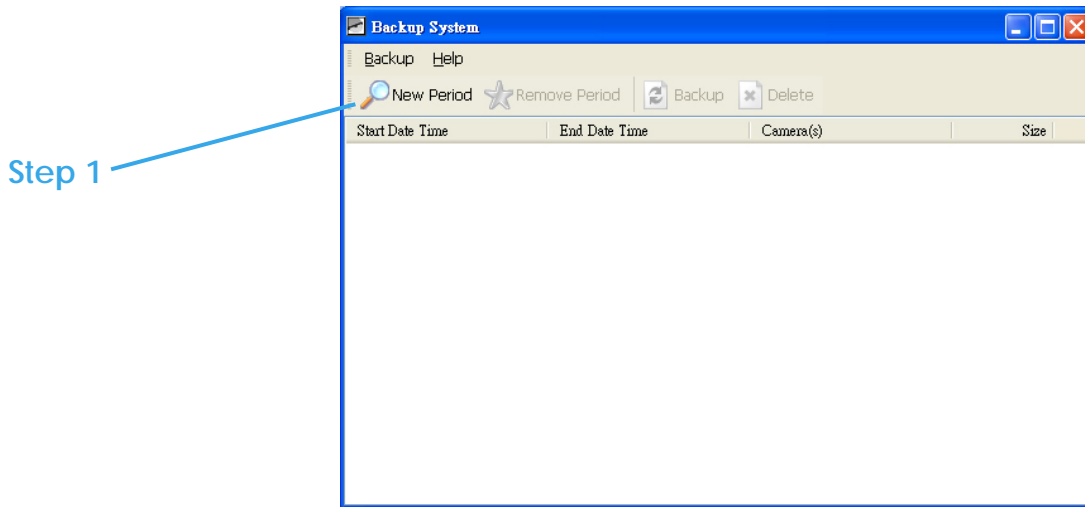 Backup System
Backup Help
New Period Remove Period Backup Delete
Start Date Time End Date Time Camera(s) Size
Step 1